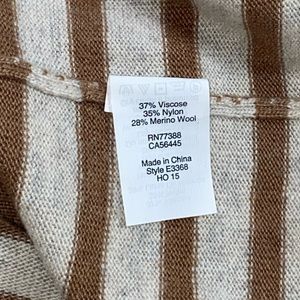 37% Viscose
35% Nylon
28% Merino Wool
RN77388
CA56445
Made in China
Style E3368
HO 15